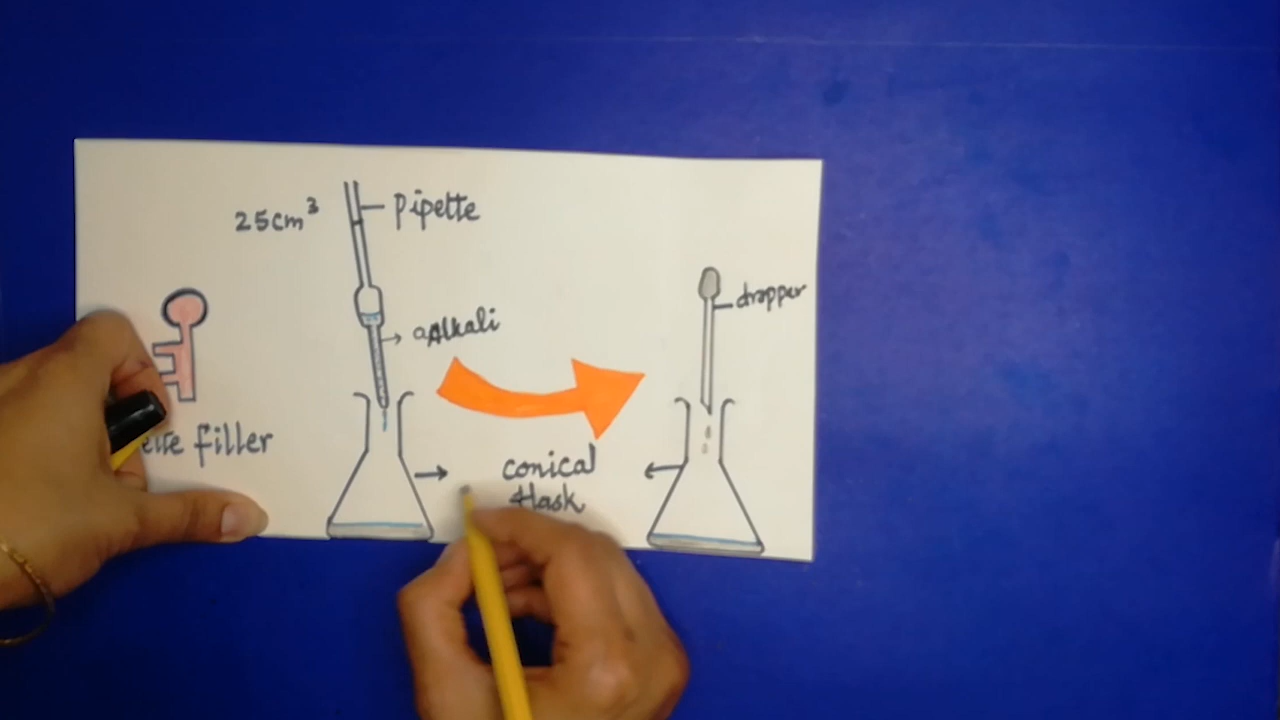 25cm³
Pipette
aAlkali
dropper
ette filler
conical
flask